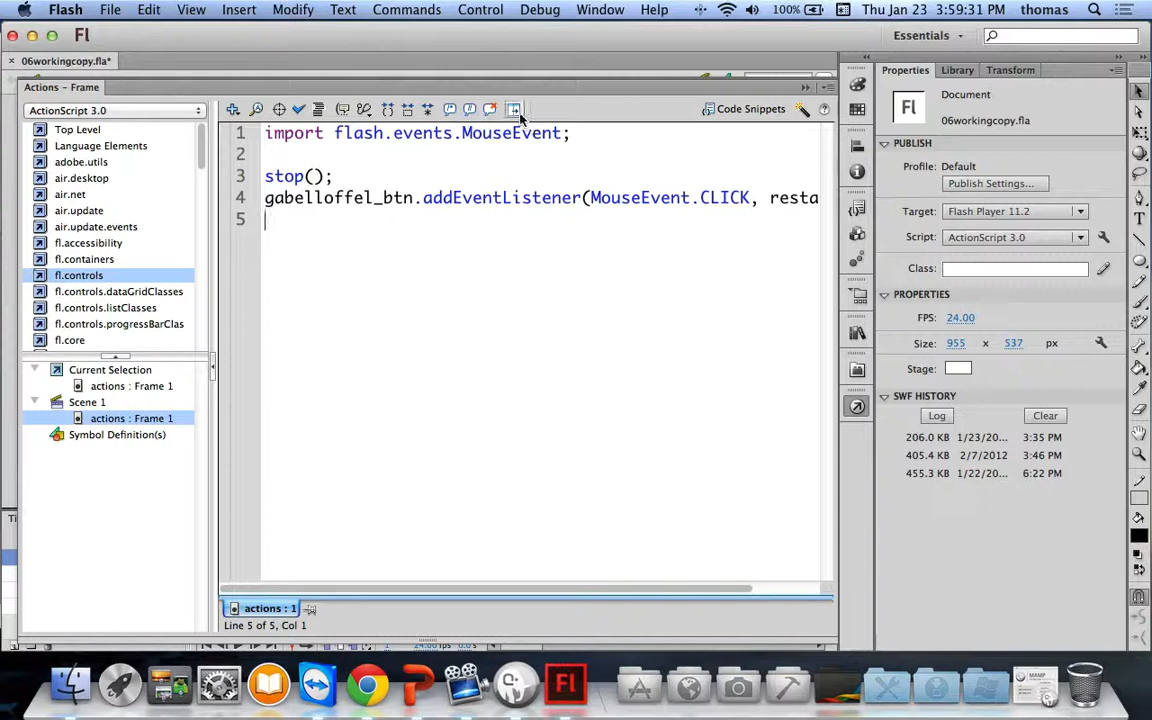 Flash File Edit View Insert Modify Text Commands Control Debug Window Help 100% Thu Jan 23 3:59:31 PM thomas
Fl Essentials
06workingcopy.fla*
Actions - Frame
ActionScript 3.0
Code Snippets
Top Level
Language Elements
adobe.utils
air.desktop
air.net
air.update
air.update.events
fl.accessibility
fl.containers
fl.controls
fl.controls.dataGridClasses
fl.controls.listClasses
fl.controls.progressBarClas
fl.core
Current Selection
actions : Frame 1
Scene 1
actions : Frame 1
Symbol Definition(s)
1 import flash.events.MouseEvent;
2
3 stop();
4 gabelloffel_btn.addEventListener(MouseEvent.CLICK, resta
5
actions : 1
Line 5 of 5, Col 1
Properties Library Transform
Fl
Document
06workingcopy.fla
PUBLISH
Profile: Default
Publish Settings...
Target: Flash Player 11.2
Script: ActionScript 3.0
Class:
PROPERTIES
FPS: 24.00
Size: 955 x 537 px
Stage:
SWF HISTORY
Log Clear
206.0 KB 1/23/20... 3:35 PM
405.4 KB 2/7/2012 3:46 PM
455.3 KB 1/22/20... 6:22 PM
Fl
MAMP